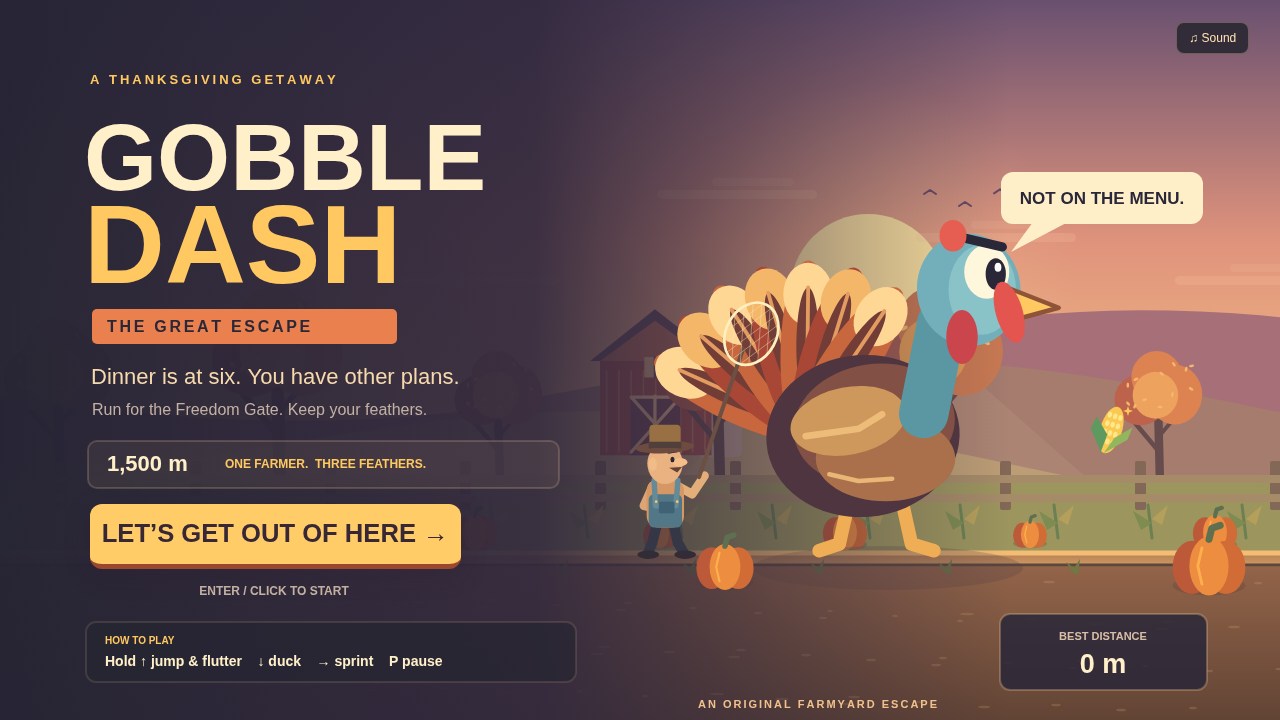 ♫ Sound
A THANKSGIVING GETAWAY
GOBBLE
DASH
THE GREAT ESCAPE
NOT ON THE MENU.
Dinner is at six. You have other plans.
Run for the Freedom Gate. Keep your feathers.
1,500 m ONE FARMER. THREE FEATHERS.
LET’S GET OUT OF HERE →
ENTER / CLICK TO START
HOW TO PLAY
Hold ↑ jump & flutter ↓ duck → sprint P pause
BEST DISTANCE
0 m
AN ORIGINAL FARMYARD ESCAPE